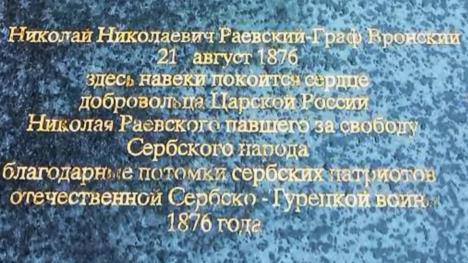 Николай Николаевич Раевский-Граф Вронский
21 август 1876
здесь навеки покоится сердце
добровольца Царской России
Николая Раевского павшего за свободу
Сербского народа
благодарные потомки сербских патриотов
отечественной Сербско - Турецкой войны
1876 года